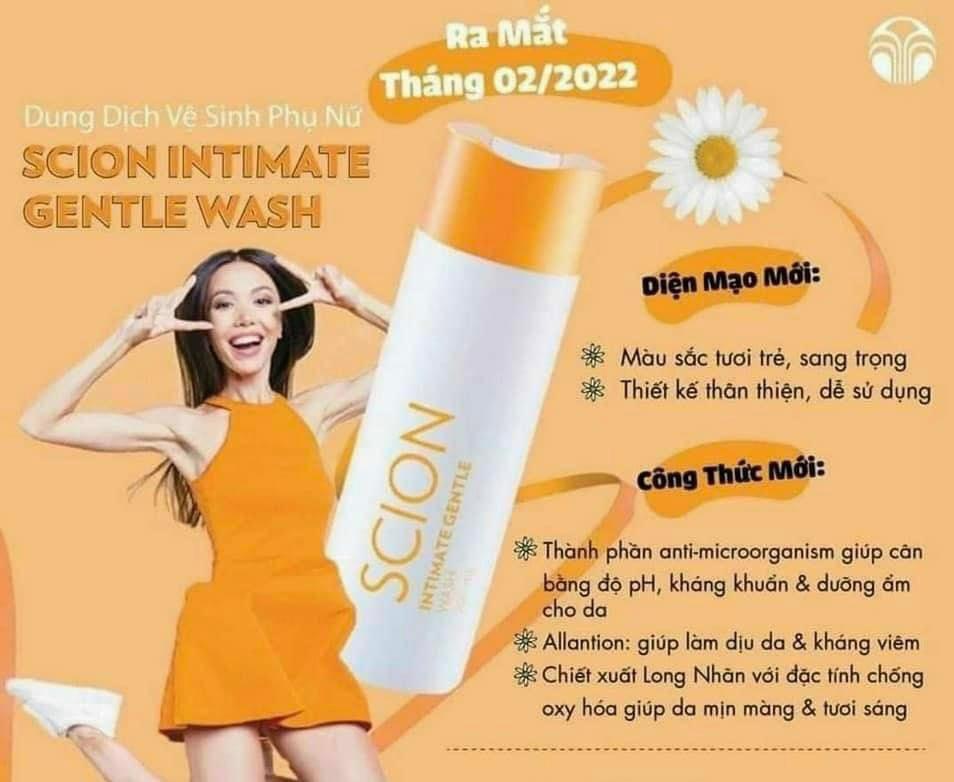 Ra Mắt
Tháng 02/2022
Dung Dịch Vệ Sinh Phụ Nữ
SCION INTIMATE
GENTLE WASH
SCION
INTIMATE GENTLE
WASH
Diện Mạo Mới:
Màu sắc tươi trẻ, sang trọng
Thiết kế thân thiện, dễ sử dụng
Công Thức Mới:
Thành phần anti-microorganism giúp cân
bằng độ pH, kháng khuẩn & dưỡng ẩm
cho da
Allantion: giúp làm dịu da & kháng viêm
Chiết xuất Long Nhãn với đặc tính chống
oxy hóa giúp da mịn màng & tươi sáng